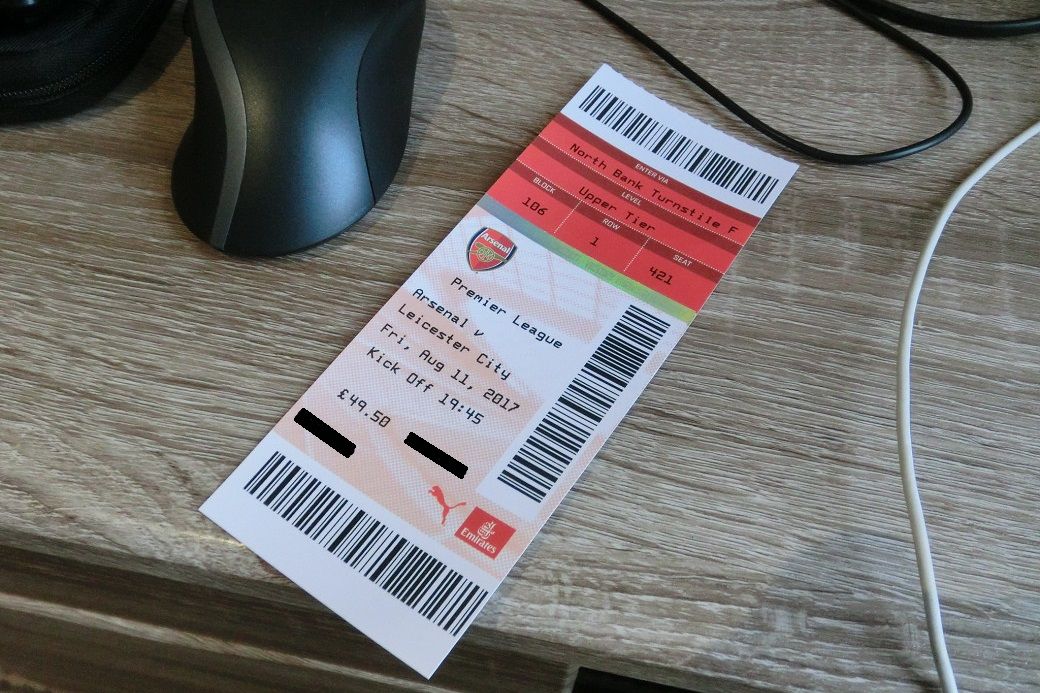 ENTER VIA
North Bank Turnstile F
LEVEL
Upper Tier
BLOCK
106
ROW
1
SEAT
421
Arsenal
Premier League
Arsenal v
Leicester City
Fri, Aug 11, 2017
Kick Off 19:45
£49.50
Emirates